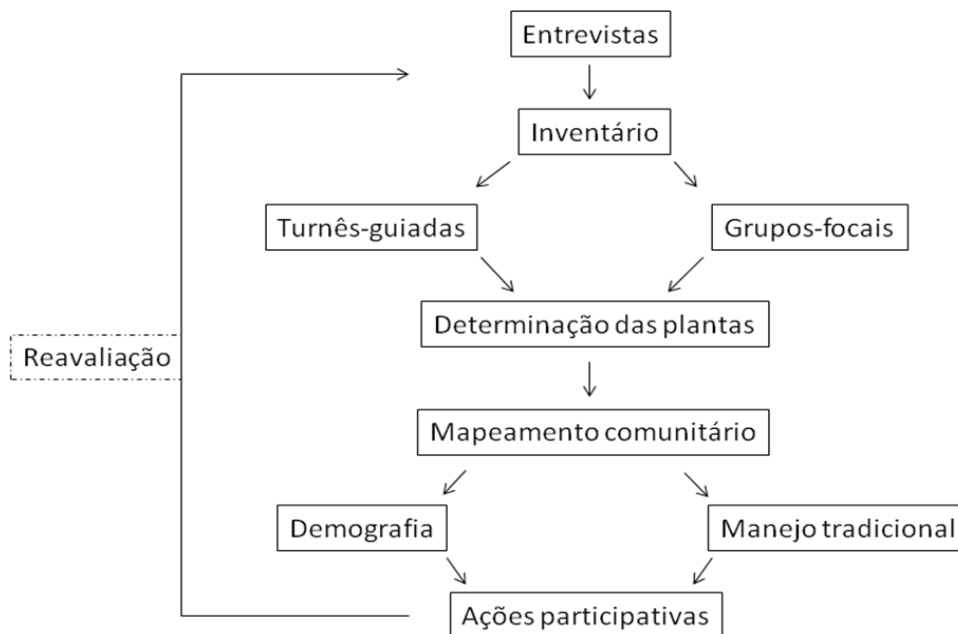 Entrevistas
Inventário
Turnês-guiadas
Grupos-focais
Determinação das plantas
Reavaliação
Mapeamento comunitário
Demografia
Manejo tradicional
Ações participativas